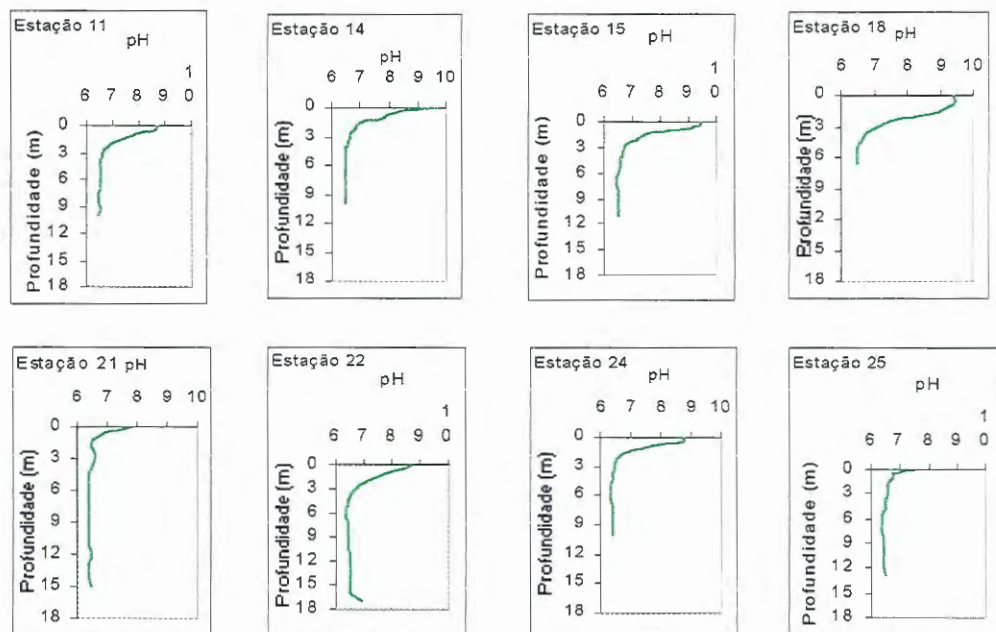 Estação 11
pH
1
6 7 8 9 0
Profundidade (m)
0
3
6
9
12
15
18
Estação 14
pH
6 7 8 9 10
Profundidade (m)
0
3
6
9
12
15
18
Estação 15
pH
1
6 7 8 9 0
Profundidade (m)
0
3
6
9
12
15
18
Estação 18 pH
6 7 8 9 10
Profundidade (m)
0
3
6
9
12
15
18
Estação 21 pH
6 7 8 9 10
Profundidade (m)
0
3
6
9
12
15
18
Estação 22
pH
1
6 7 8 9 0
Profundidade (m)
0
3
6
9
12
15
18
Estação 24
pH
6 7 8 9 10
Profundidade (m)
0
3
6
9
12
15
18
Estação 25
pH
1
6 7 8 9 0
Profundidade (m)
0
3
6
9
12
15
18